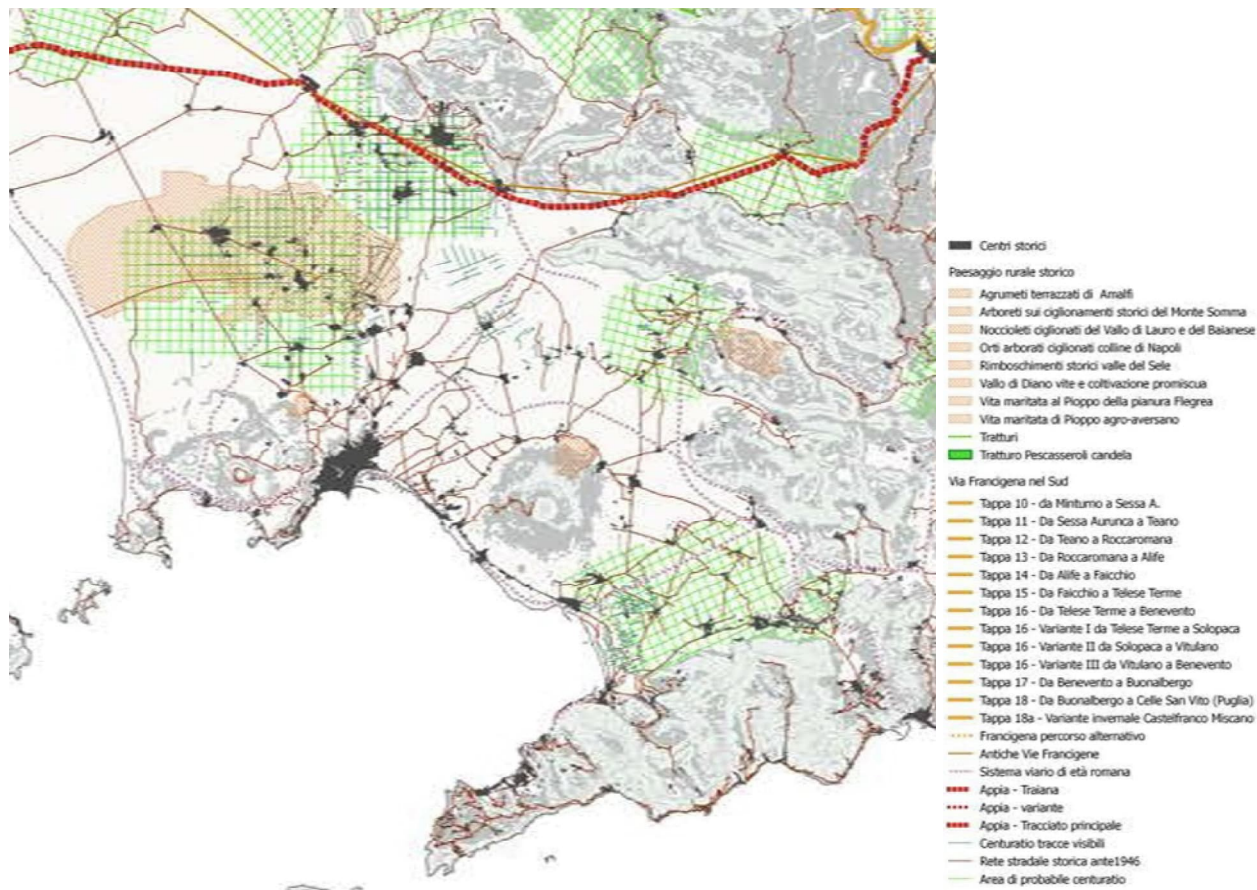 Centri storici
Paesaggio rurale storico
Agrumeti terrazzati di Amalfi
Arboreti sui ciglionamenti storici del Monte Somma
Noccioleti ciglionati del Vallo di Lauro e del Baianese
Orti arborati ciglionati colline di Napoli
Rimboschimenti storici valle del Sele
Vallo di Diano vite e coltivazione promiscua
Vita maritata al Pioppo della pianura Flegrea
Vita maritata di Pioppo agro-aversano
Tratturi
Tratturo Pescasseroli candela
Via Francigena nel Sud
Tappa 10 - da Minturno a Sessa A.
Tappa 11 - Da Sessa Aurunca a Teano
Tappa 12 - Da Teano a Roccaromana
Tappa 13 - Da Roccaromana a Alife
Tappa 14 - Da Alife a Faicchio
Tappa 15 - Da Faicchio a Telese Terme
Tappa 16 - Da Telese Terme a Benevento
Tappa 16 - Variante I da Telese Terme a Solopaca
Tappa 16 - Variante II da Solopaca a Vitulano
Tappa 16 - Variante III da Vitulano a Benevento
Tappa 17 - Da Benevento a Buonalbergo
Tappa 18 - Da Buonalbergo a Celle San Vito (Puglia)
Tappa 18a - Variante invernale Castelfranco Miscano
Francigena percorso alternativo
Antiche Vie Francigene
Sistema viario di età romana
Appia - Traiana
Appia - variante
Appia - Tracciato principale
Centuratio tracce visibili
Rete stradale storica ante1946
Area di probabile centuratio